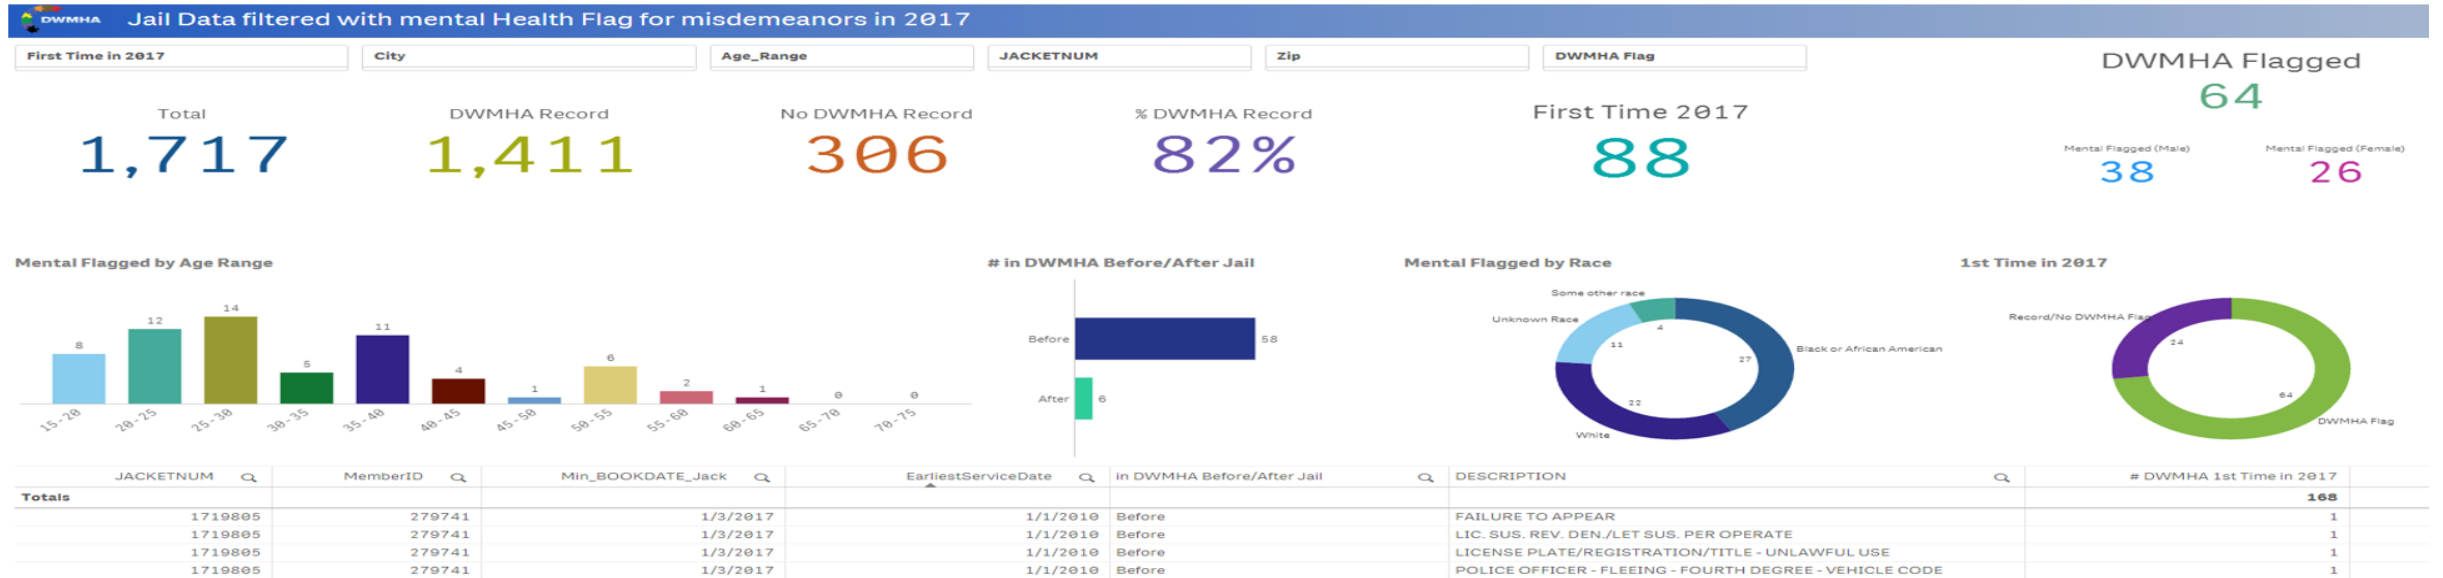 DWMHA Jail Data filtered with mental Health Flag for misdemeanors in 2017
First Time in 2017 City Age_Range JACKETNUM Zip DWMHA Flag
DWMHA Flagged
64
Total DWMHA Record No DWMHA Record % DWMHA Record First Time 2017
1,717 1,411 306 82% 88
Mental Flagged (Male) Mental Flagged (Female)
38 26
Mental Flagged by Age Range
8 12 14 5 11 4 1 6 2 1 0 0
15-20 20-25 25-30 30-35 35-40 40-45 45-50 50-55 55-60 60-65 65-70 70-75
# in DWMHA Before/After Jail
Before 58
After 6
Mental Flagged by Race
Some other race
4
Unknown Race
11
Black or African American
27
22
White
1st Time in 2017
Record/No DWMHA Flag
24
64
DWMHA Flag
JACKETNUM MemberID Min_BOOKDATE_Jack EarliestServiceDate in DWMHA Before/After Jail DESCRIPTION # DWMHA 1st Time in 2017
Totals 168
1719805 279741 1/3/2017 1/1/2010 Before FAILURE TO APPEAR 1
1719805 279741 1/3/2017 1/1/2010 Before LIC. SUS. REV. DEN./LET SUS. PER OPERATE 1
1719805 279741 1/3/2017 1/1/2010 Before LICENSE PLATE/REGISTRATION/TITLE - UNLAWFUL USE 1
1719805 279741 1/3/2017 1/1/2010 Before POLICE OFFICER - FLEEING - FOURTH DEGREE - VEHICLE CODE 1